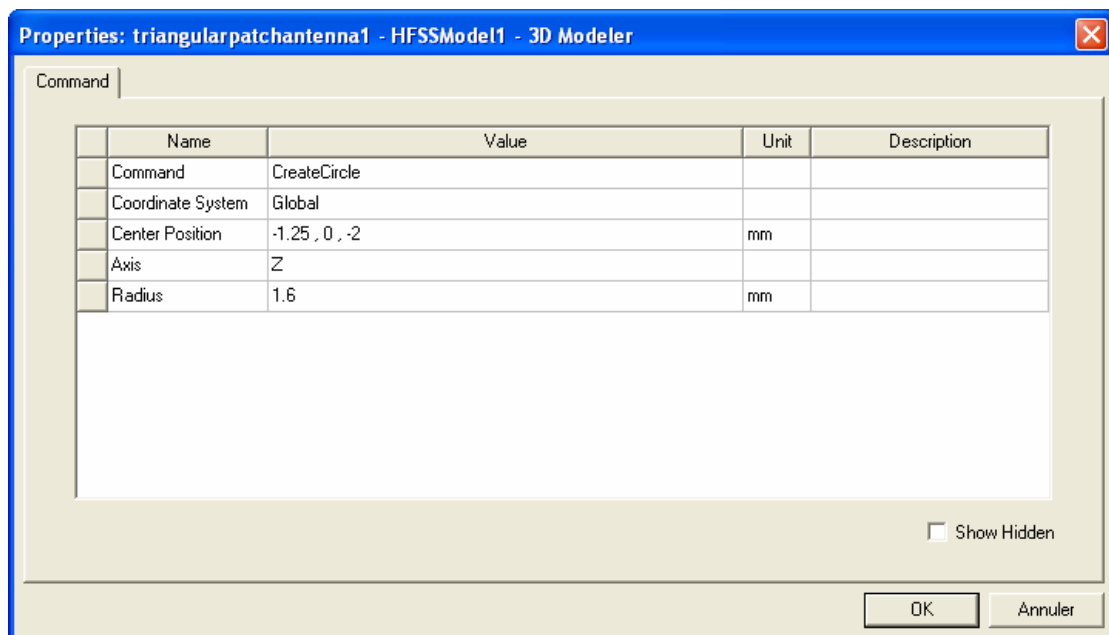 Properties: triangularpatchantenna1 - HFSSModel1 - 3D Modeler
Command
Name Value Unit Description
Command CreateCircle
Coordinate System Global
Center Position -1.25 , 0 , -2 mm
Axis Z
Radius 1.6 mm
Show Hidden
OK Annuler